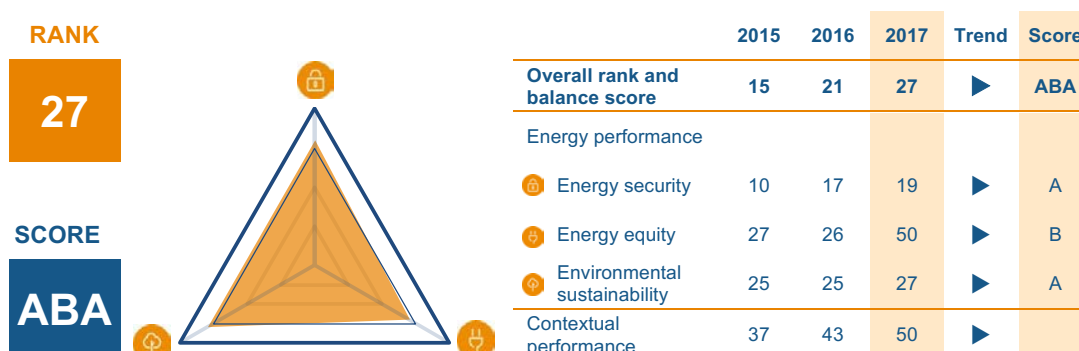 RANK
27
SCORE
ABA
2015 2016 2017 Trend Score
Overall rank and
balance score 15 21 27 ABA
Energy performance
Energy security 10 17 19 A
Energy equity 27 26 50 B
Environmental
sustainability 25 25 27 A
Contextual
performance 37 43 50